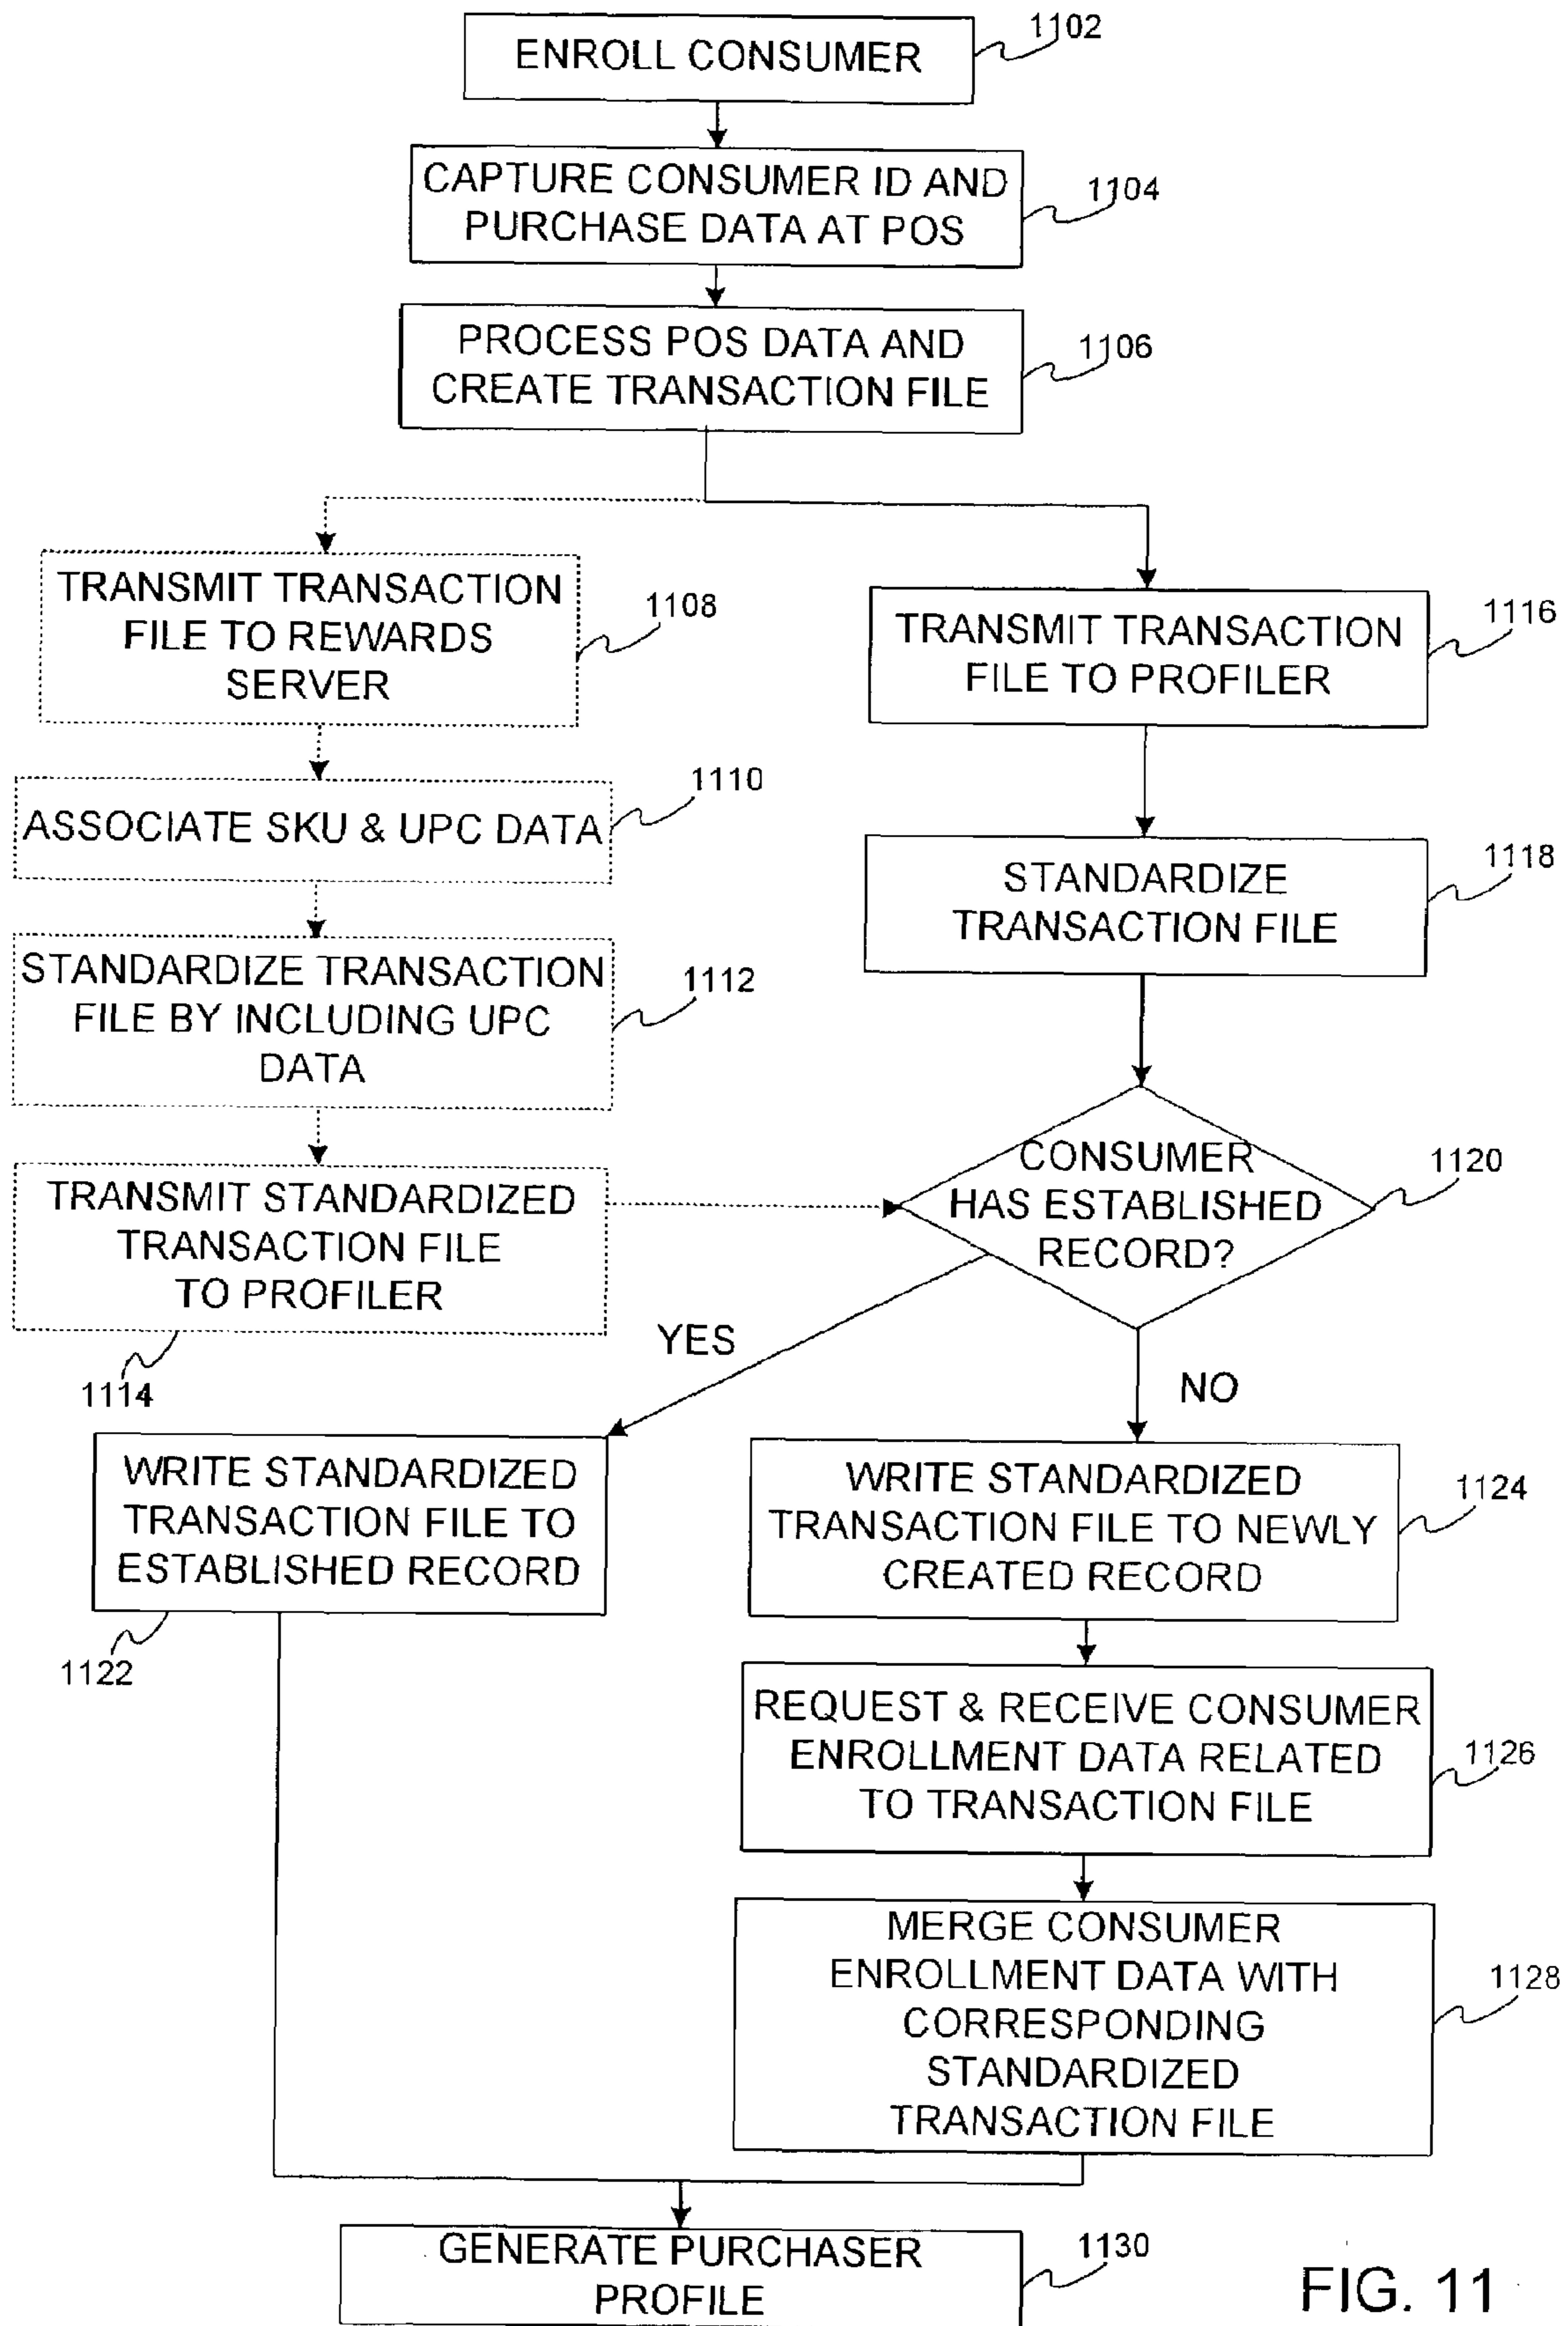 ENROLL CONSUMER
1102
CAPTURE CONSUMER ID AND
PURCHASE DATA AT POS
1104
PROCESS POS DATA AND
CREATE TRANSACTION FILE
1106
TRANSMIT TRANSACTION
FILE TO REWARDS
SERVER
1108
ASSOCIATE SKU & UPC DATA
1110
STANDARDIZE TRANSACTION
FILE BY INCLUDING UPC
DATA
1112
TRANSMIT STANDARDIZED
TRANSACTION FILE
TO PROFILER
1114
TRANSMIT TRANSACTION
FILE TO PROFILER
1116
STANDARDIZE
TRANSACTION FILE
1118
CONSUMER
HAS ESTABLISHED
RECORD?
1120
YES
NO
WRITE STANDARDIZED
TRANSACTION FILE TO
ESTABLISHED RECORD
1122
WRITE STANDARDIZED
TRANSACTION FILE TO NEWLY
CREATED RECORD
1124
REQUEST & RECEIVE CONSUMER
ENROLLMENT DATA RELATED
TO TRANSACTION FILE
1126
MERGE CONSUMER
ENROLLMENT DATA WITH
CORRESPONDING
STANDARDIZED
TRANSACTION FILE
1128
GENERATE PURCHASER
PROFILE
1130
FIG. 11